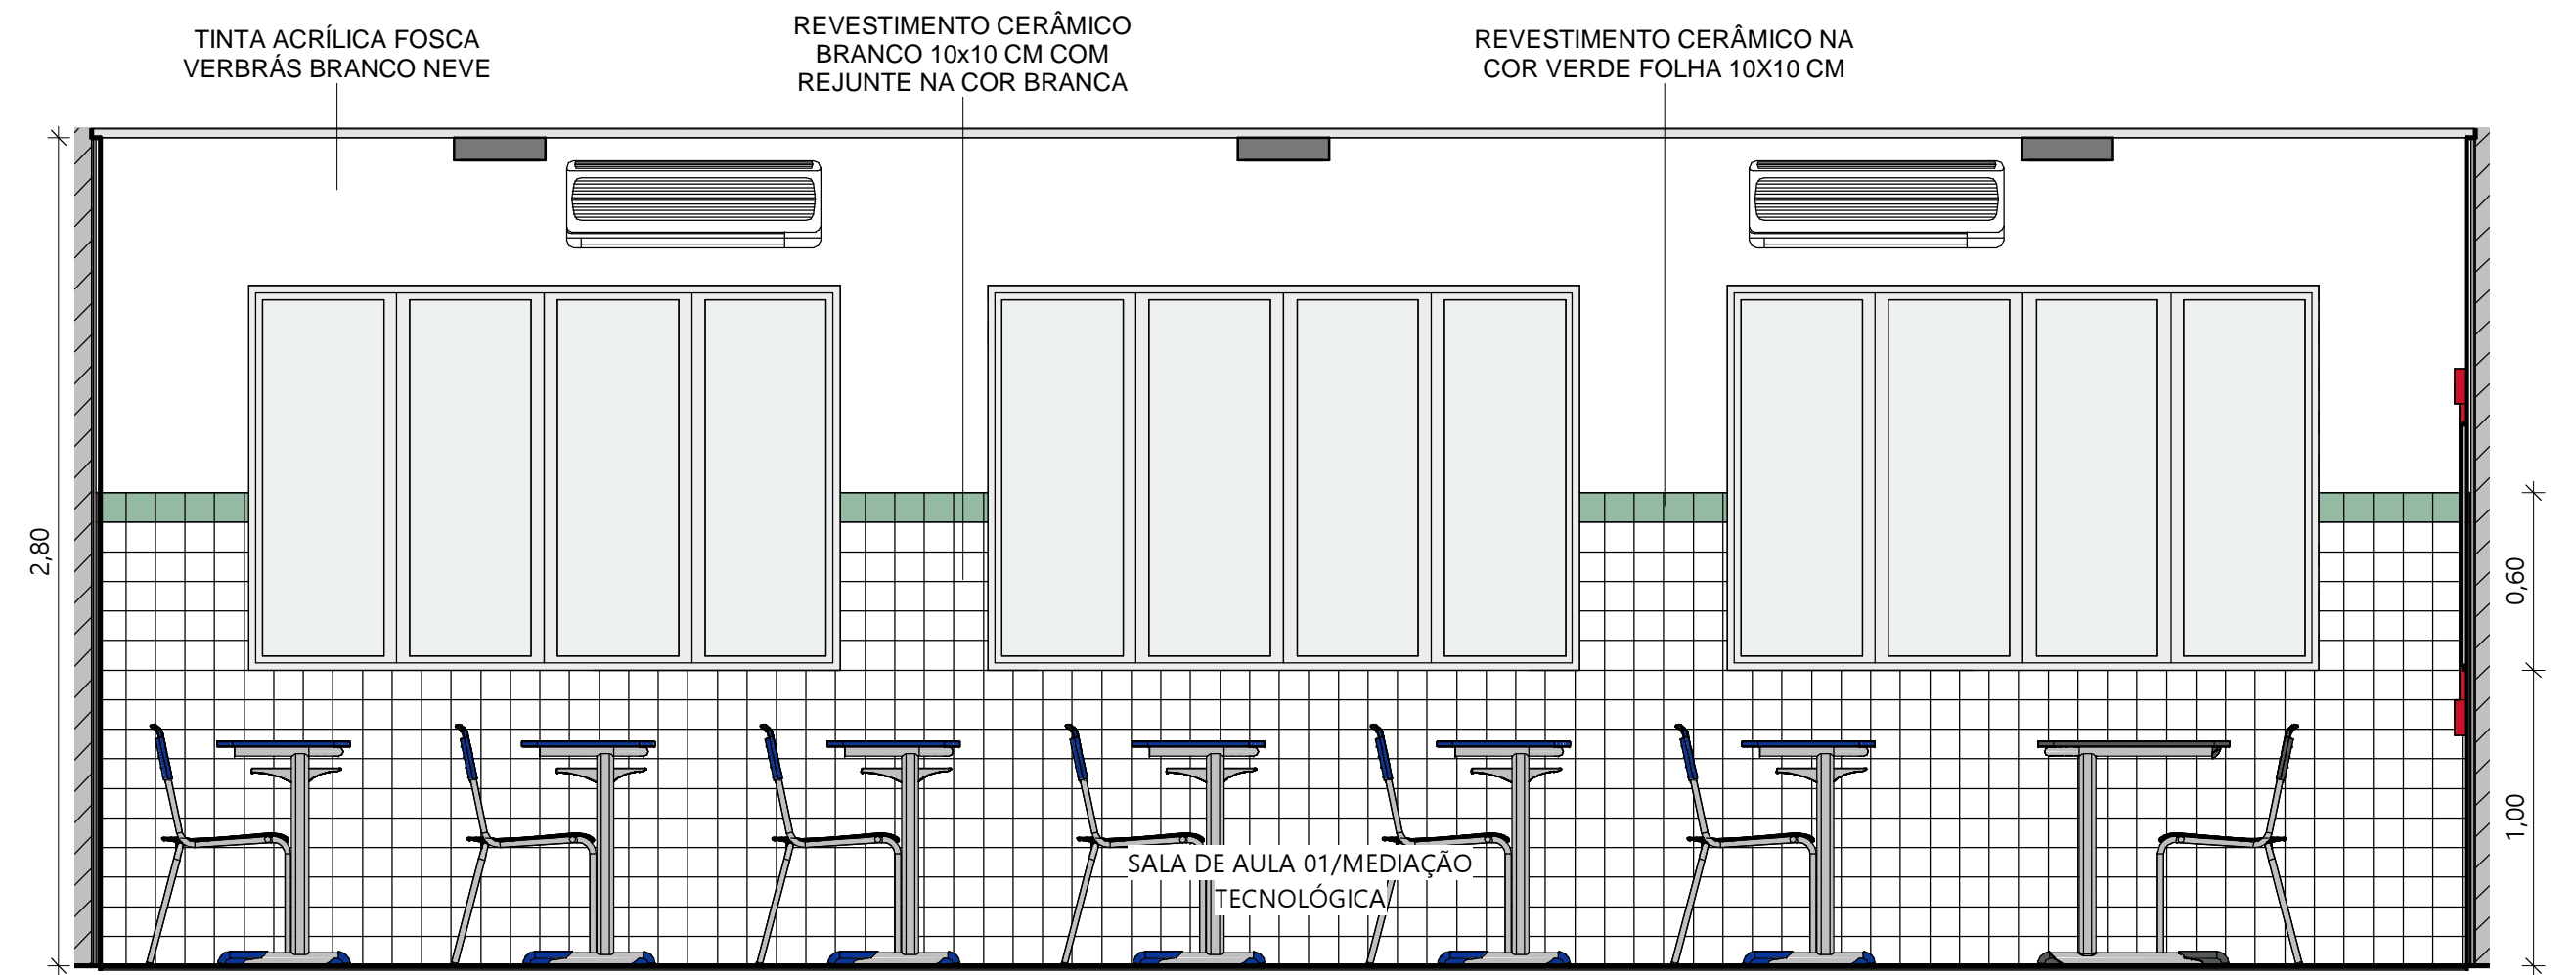 TINTA ACRÍLICA FOSCA
VERBRÁS BRANCO NEVE
REVESTIMENTO CERÂMICO
BRANCO 10x10 CM COM
REJUNTE NA COR BRANCA
REVESTIMENTO CERÂMICO NA
COR VERDE FOLHA 10X10 CM
2,80
0,60
1,00
SALA DE AULA 01/MEDIAÇÃO
TECNOLÓGICA